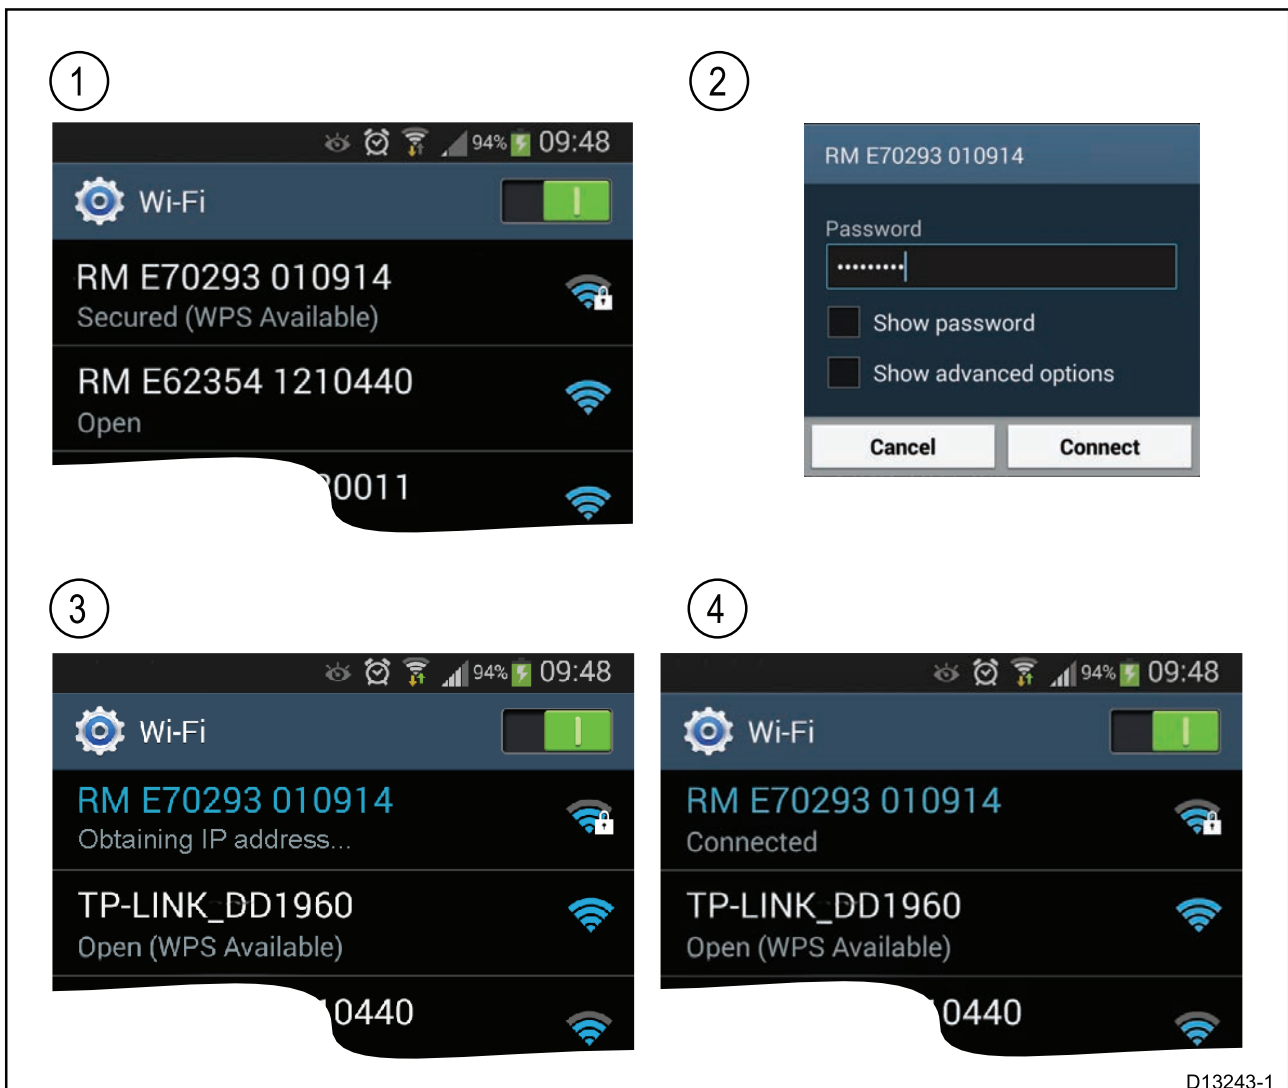 1
94% 09:48
Wi-Fi
RM E70293 010914
Secured (WPS Available)
RM E62354 1210440
Open
0011
2
RM E70293 010914
Password
•••••••••
Show password
Show advanced options
Cancel
Connect
3
94% 09:48
Wi-Fi
RM E70293 010914
Obtaining IP address...
TP-LINK_DD1960
Open (WPS Available)
0440
4
94% 09:48
Wi-Fi
RM E70293 010914
Connected
TP-LINK_DD1960
Open (WPS Available)
0440
D13243-1